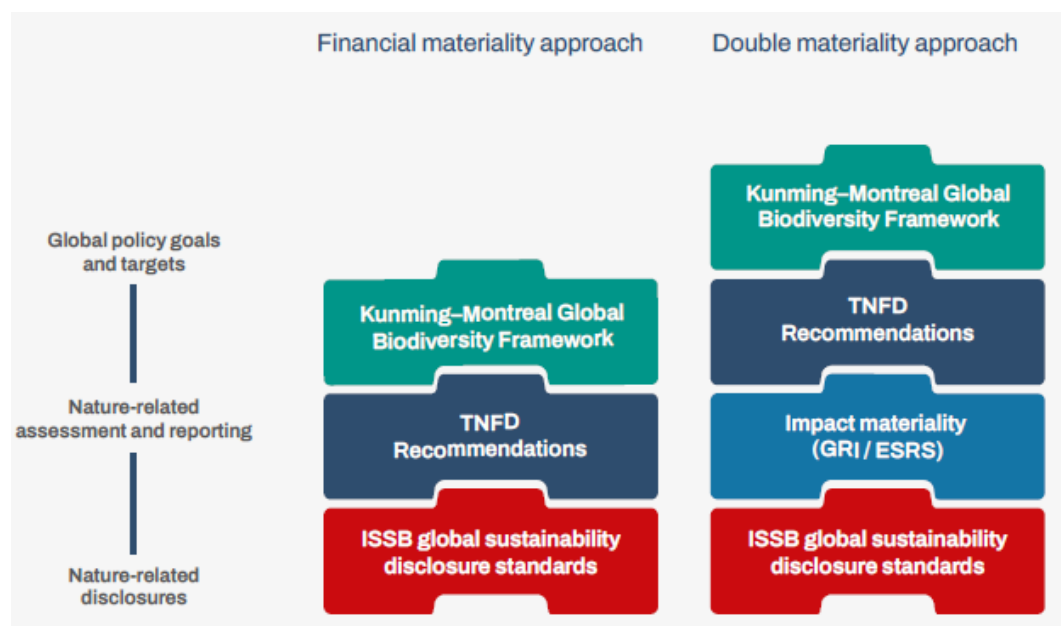 Financial materiality approach
Double materiality approach
Global policy goals
and targets
Nature-related
assessment and reporting
Nature-related
disclosures
Kunming–Montreal Global
Biodiversity Framework
TNFD
Recommendations
ISSB global sustainability
disclosure standards
Kunming–Montreal Global
Biodiversity Framework
TNFD
Recommendations
Impact materiality
(GRI / ESRS)
ISSB global sustainability
disclosure standards